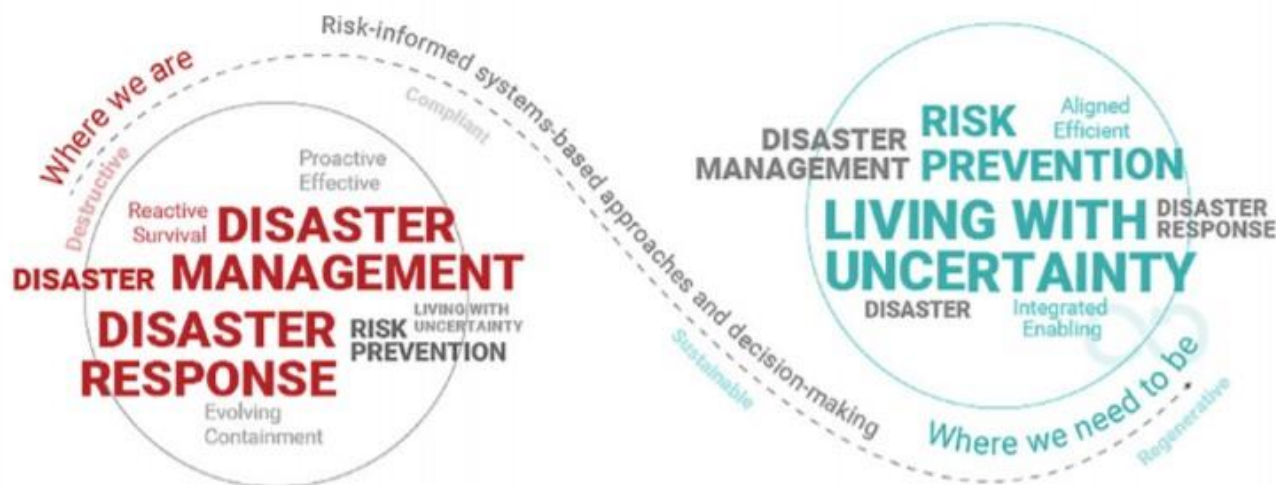 Where we are
Destructive
Risk-informed systems-based approaches and decision-making
Compliant
Proactive
Effective
Reactive
Survival
DISASTER
MANAGEMENT
DISASTER
DISASTER
RESPONSE
RISK
PREVENTION
LIVING WITH
UNCERTAINTY
Evolving
Containment
Sustainable
DISASTER
MANAGEMENT
RISK
PREVENTION
Aligned
Efficient
LIVING WITH
UNCERTAINTY
DISASTER
RESPONSE
DISASTER
Integrated
Enabling
Where we need to be
Regenerative